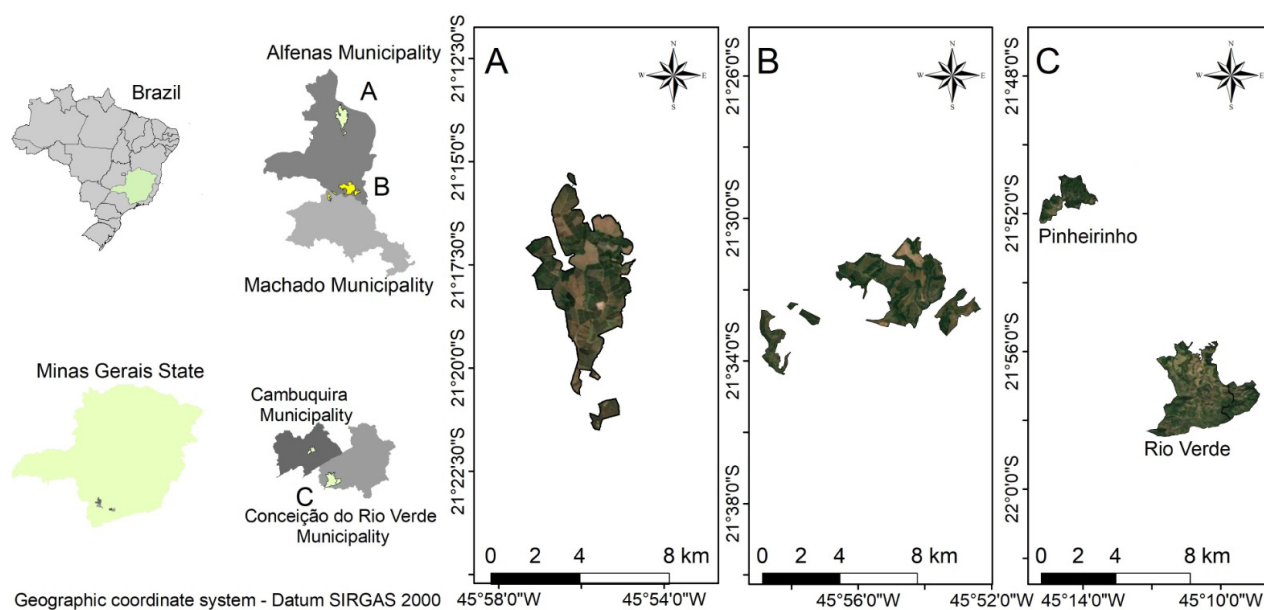 Brazil
Alfenas Municipality
A
B
Machado Municipality
Minas Gerais State
Cambuquira
Municipality
C
Conceição do Rio Verde
Municipality
Geographic coordinate system - Datum SIRGAS 2000
A
N
W E
S
21°12'30"S
21°15'0"S
21°17'30"S
21°20'0"S
21°22'30"S
0 2 4 8 km
45°58'0"W 45°54'0"W
B
N
W E
S
21°26'0"S
21°30'0"S
21°34'0"S
21°38'0"S
0 2 4 8 km
45°56'0"W 45°52'0"W
C
N
W E
S
21°48'0"S
21°52'0"S
21°56'0"S
22°0'0"S
Pinheirinho
Rio Verde
0 2 4 8 km
45°14'0"W 45°10'0"W